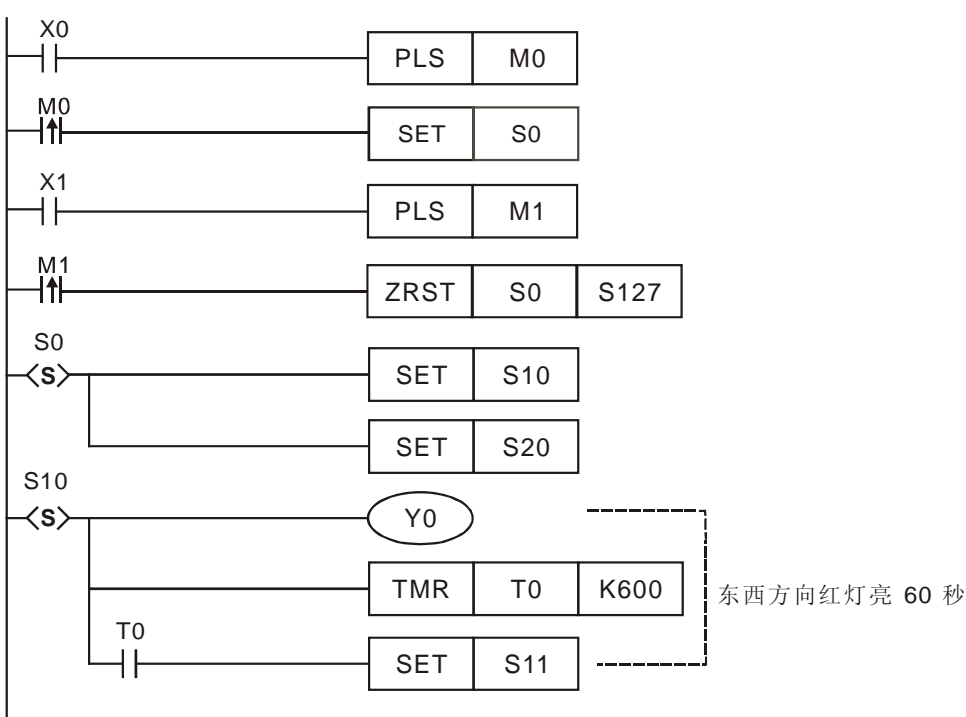 X0
PLS M0
M0
SET S0
X1
PLS M1
M1
ZRST S0 S127
S0
S
SET S10
SET S20
S10
S
Y0
TMR T0 K600
东西方向红灯亮 60 秒
T0
SET S11